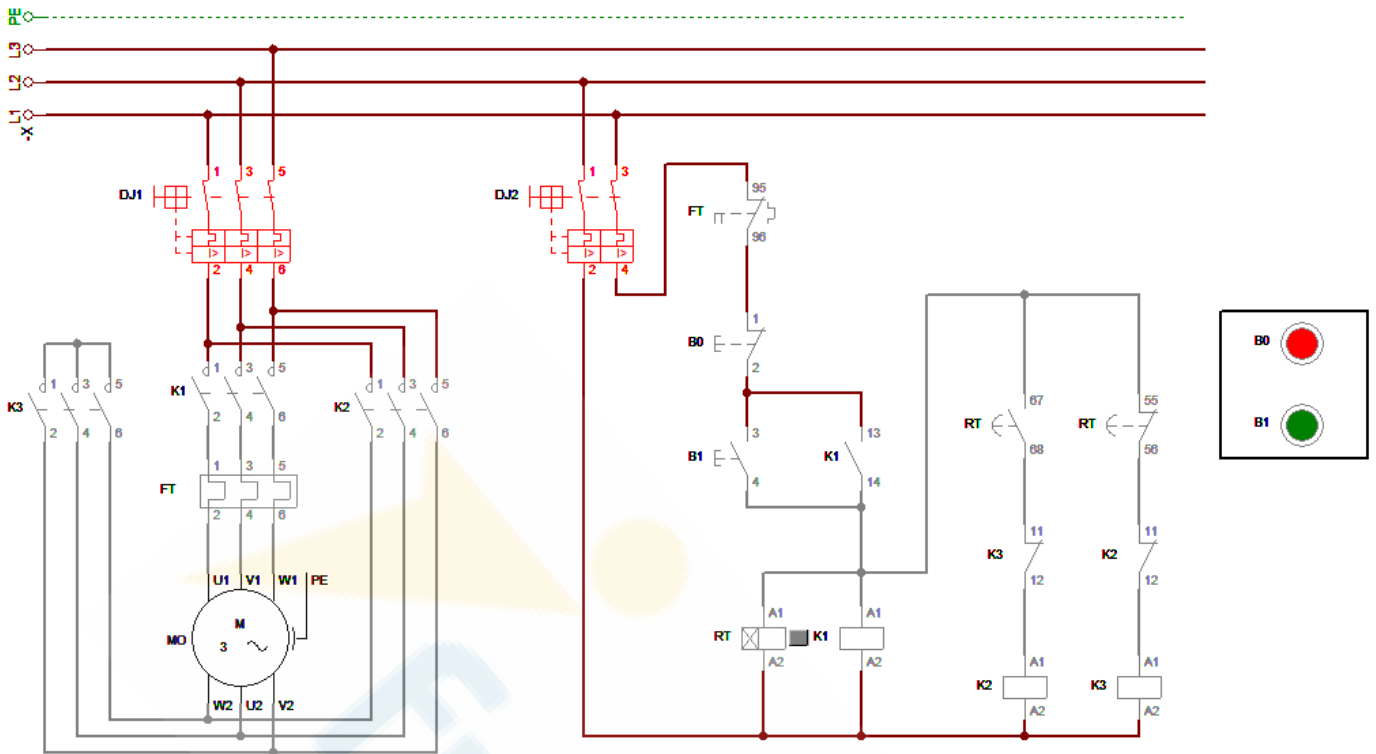 PE
L3
L2
L1
-X
1 3 5
DJ1
I> I> I>
2 4 6
1 3
DJ2
I> I>
2 4
95
FT
96
1
B0
2
B0
B1
1 3 5
K3
2 4 6
1 3 5
K1
2 4 6
1 3 5
K2
2 4 6
3
B1
4
13
K1
14
67
RT
68
55
RT
56
1 3 5
FT
2 4 6
11
K3
12
11
K2
12
U1 V1 W1 PE
M
MO
3
W2 U2 V2
A1
RT
A2
A1
K1
A2
A1
K2
A2
A1
K3
A2